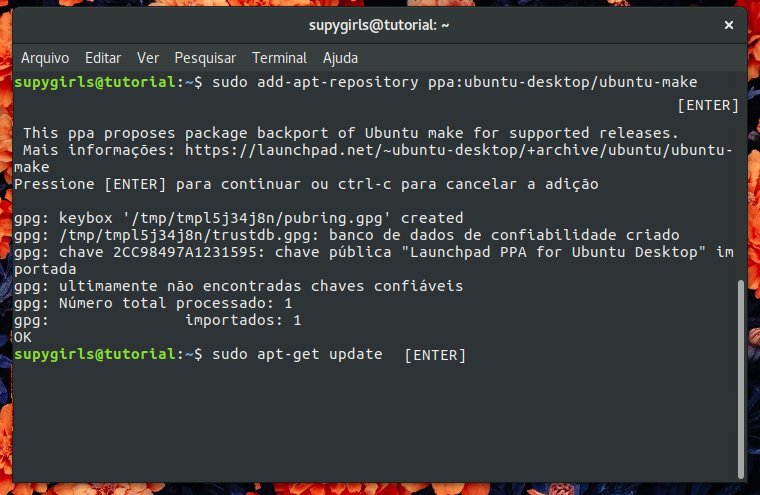 supygirls@tutorial: ~
Arquivo Editar Ver Pesquisar Terminal Ajuda
supygirls@tutorial:~$ sudo add-apt-repository ppa:ubuntu-desktop/ubuntu-make
[ENTER]
This ppa proposes package backport of Ubuntu make for supported releases.
Mais informações: https://launchpad.net/~ubuntu-desktop/+archive/ubuntu/ubuntu-
make
Pressione [ENTER] para continuar ou ctrl-c para cancelar a adição
gpg: keybox '/tmp/tmpl5j34j8n/pubring.gpg' created
gpg: /tmp/tmpl5j34j8n/trustdb.gpg: banco de dados de confiabilidade criado
gpg: chave 2CC98497A1231595: chave pública "Launchpad PPA for Ubuntu Desktop" im
portada
gpg: ultimamente não encontradas chaves confiáveis
gpg: Número total processado: 1
gpg:               importados: 1
OK
supygirls@tutorial:~$ sudo apt-get update [ENTER]